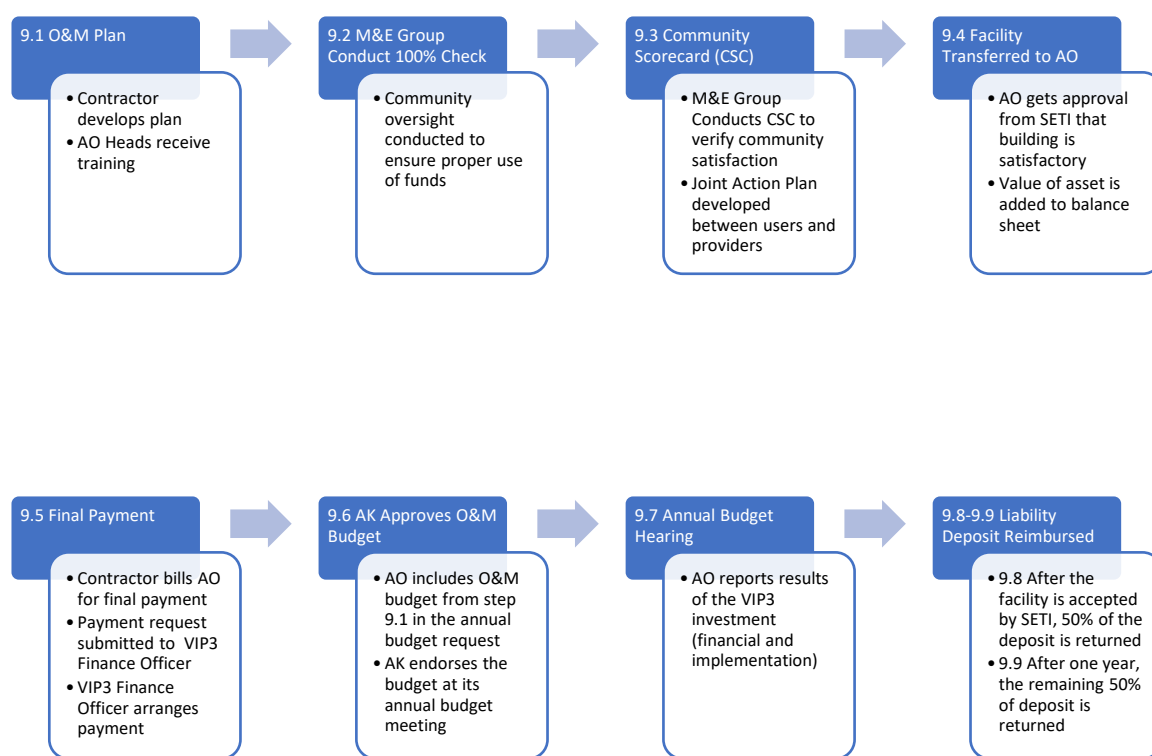 9.1 O&M Plan
• Contractor
develops plan
• AO Heads receive
training
9.2 M&E Group
Conduct 100% Check
• Community
oversight
conducted to
ensure proper use
of funds
9.3 Community
Scorecard (CSC)
• M&E Group
Conducts CSC to
verify community
satisfaction
• Joint Action Plan
developed
between users and
providers
9.4 Facility
Transferred to AO
• AO gets approval
from SETI that
building is
satisfactory
• Value of asset is
added to balance
sheet
9.5 Final Payment
• Contractor bills AO
for final payment
• Payment request
submitted to VIP3
Finance Officer
• VIP3 Finance
Officer arranges
payment
9.6 AK Approves O&M
Budget
• AO includes O&M
budget from step
9.1 in the annual
budget request
• AK endorses the
budget at its
annual budget
meeting
9.7 Annual Budget
Hearing
• AO reports results
of the VIP3
investment
(financial and
implementation)
9.8-9.9 Liability
Deposit Reimbursed
• 9.8 After the
facility is accepted
by SETI, 50% of the
deposit is returned
• 9.9 After one year,
the remaining 50%
of deposit is
returned